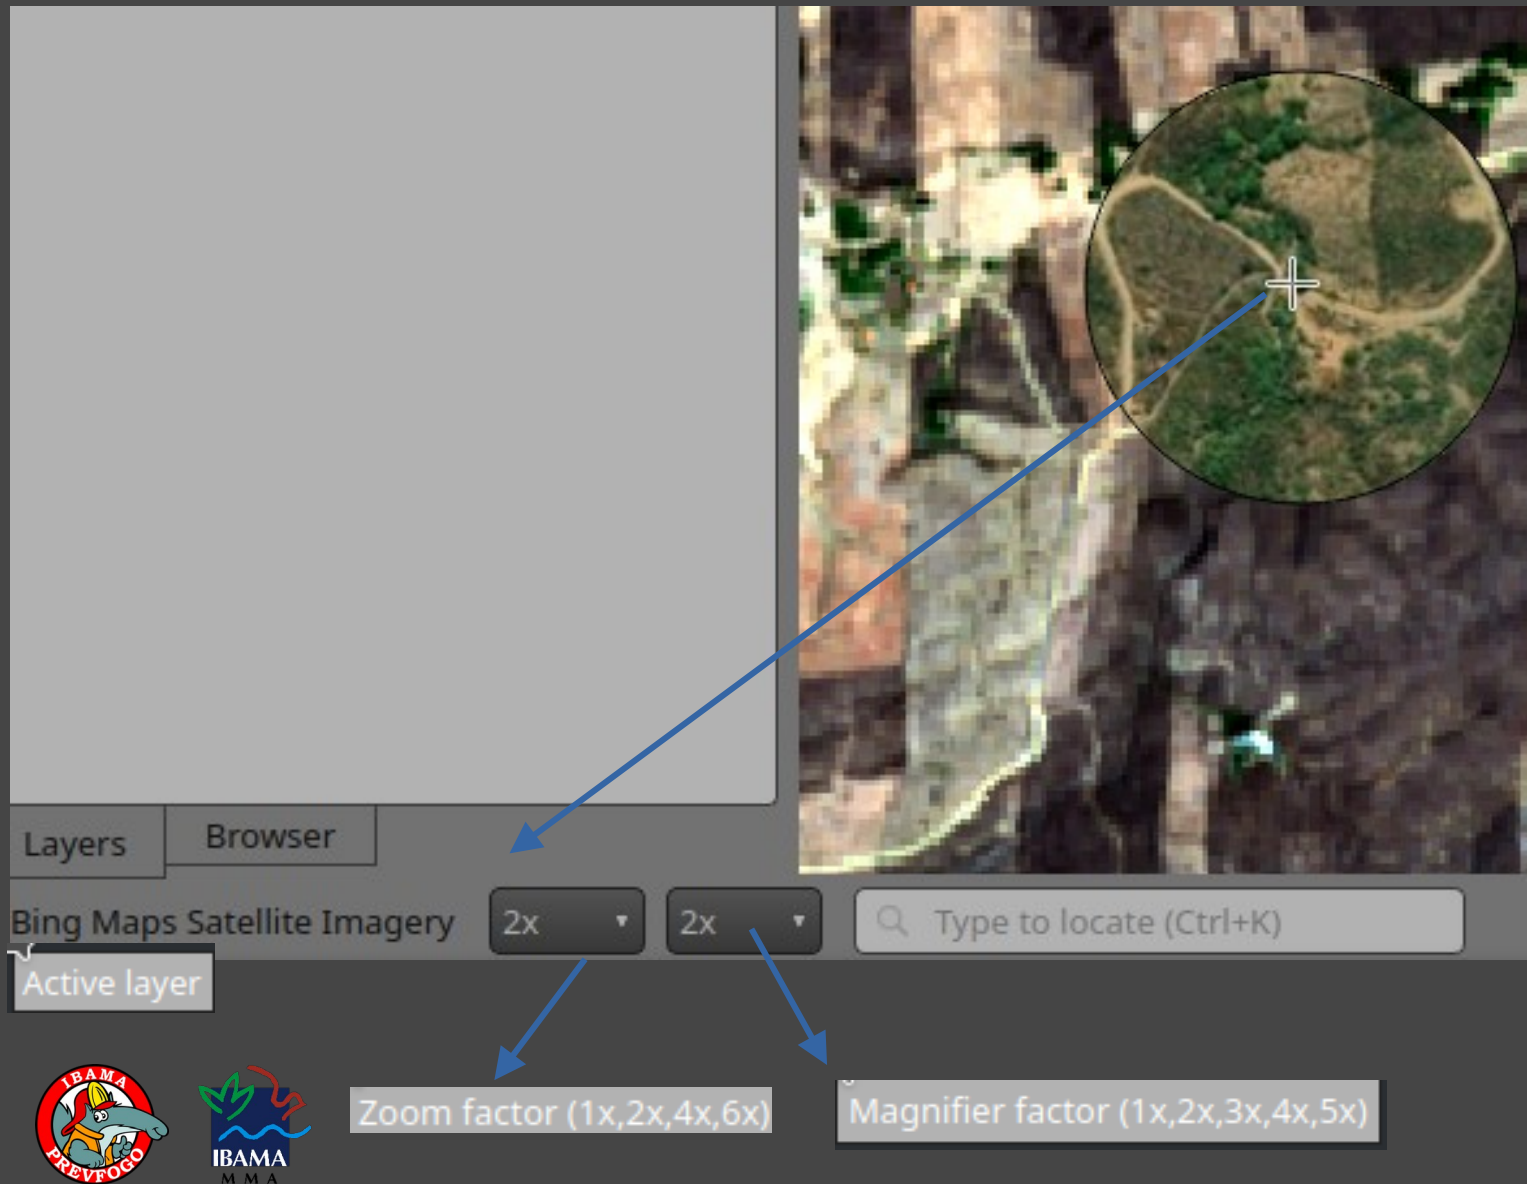 Layers
Browser
Bing Maps Satellite Imagery
2x
2x
Type to locate (Ctrl+K)
Active layer
Zoom factor (1x,2x,4x,6x)
Magnifier factor (1x,2x,3x,4x,5x)
IBAMA
PREVFOGO
IBAMA
MMA